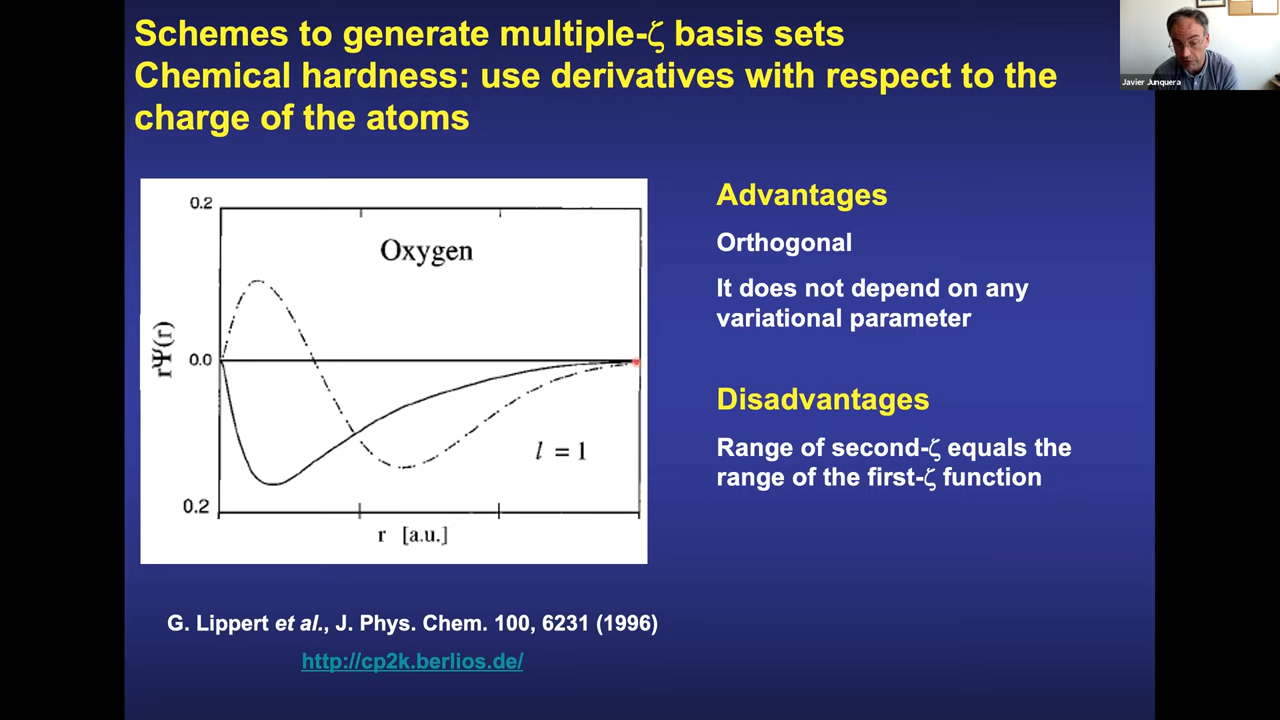 Schemes to generate multiple-ζ basis sets
Chemical hardness: use derivatives with respect to the
charge of the atoms
Javier Junquera
0.2
Oxygen
rΨ(r)
0.0
l = 1
0.2
r [a.u.]
Advantages
Orthogonal
It does not depend on any
variational parameter
Disadvantages
Range of second-ζ equals the
range of the first-ζ function
G. Lippert et al., J. Phys. Chem. 100, 6231 (1996)
http://cp2k.berlios.de/